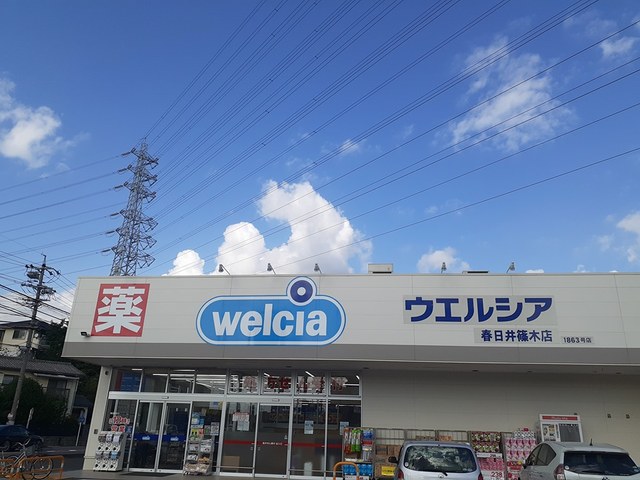 薬
welcia
ウエルシア
春日井篠木店
1863号店